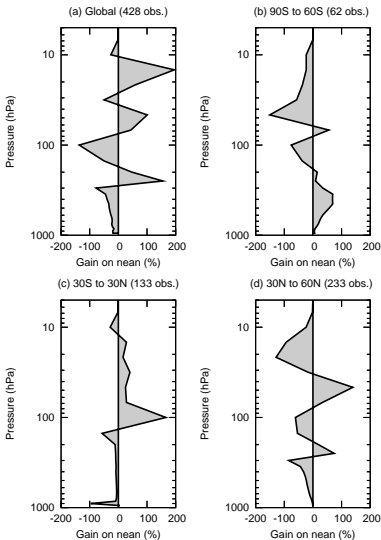 (a) Global (428 obs.)
10
100
1000
Pressure (hPa)
-200 -100 0 100 200
Gain on nean (%)
(b) 90S to 60S (62 obs.)
10
100
1000
Pressure (hPa)
-200 -100 0 100 200
Gain on nean (%)
(c) 30S to 30N (133 obs.)
10
100
1000
Pressure (hPa)
-200 -100 0 100 200
Gain on nean (%)
(d) 30N to 60N (233 obs.)
10
100
1000
Pressure (hPa)
-200 -100 0 100 200
Gain on nean (%)